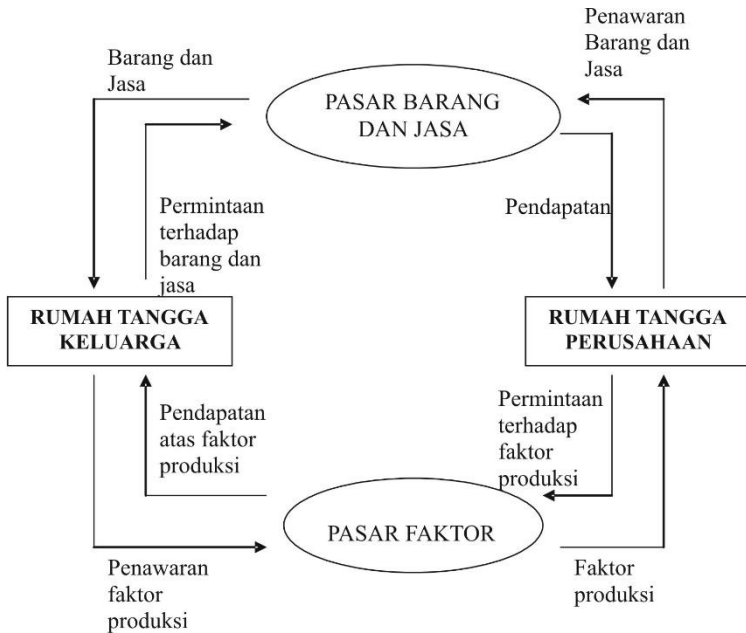 Penawaran
Barang dan
Jasa
Barang dan
Jasa
PASAR BARANG
DAN JASA
Permintaan
terhadap
barang dan
jasa
Pendapatan
RUMAH TANGGA
KELUARGA
RUMAH TANGGA
PERUSAHAAN
Pendapatan
atas faktor
produksi
Permintaan
terhadap
faktor
produksi
PASAR FAKTOR
Penawaran
faktor
produksi
Faktor
produksi